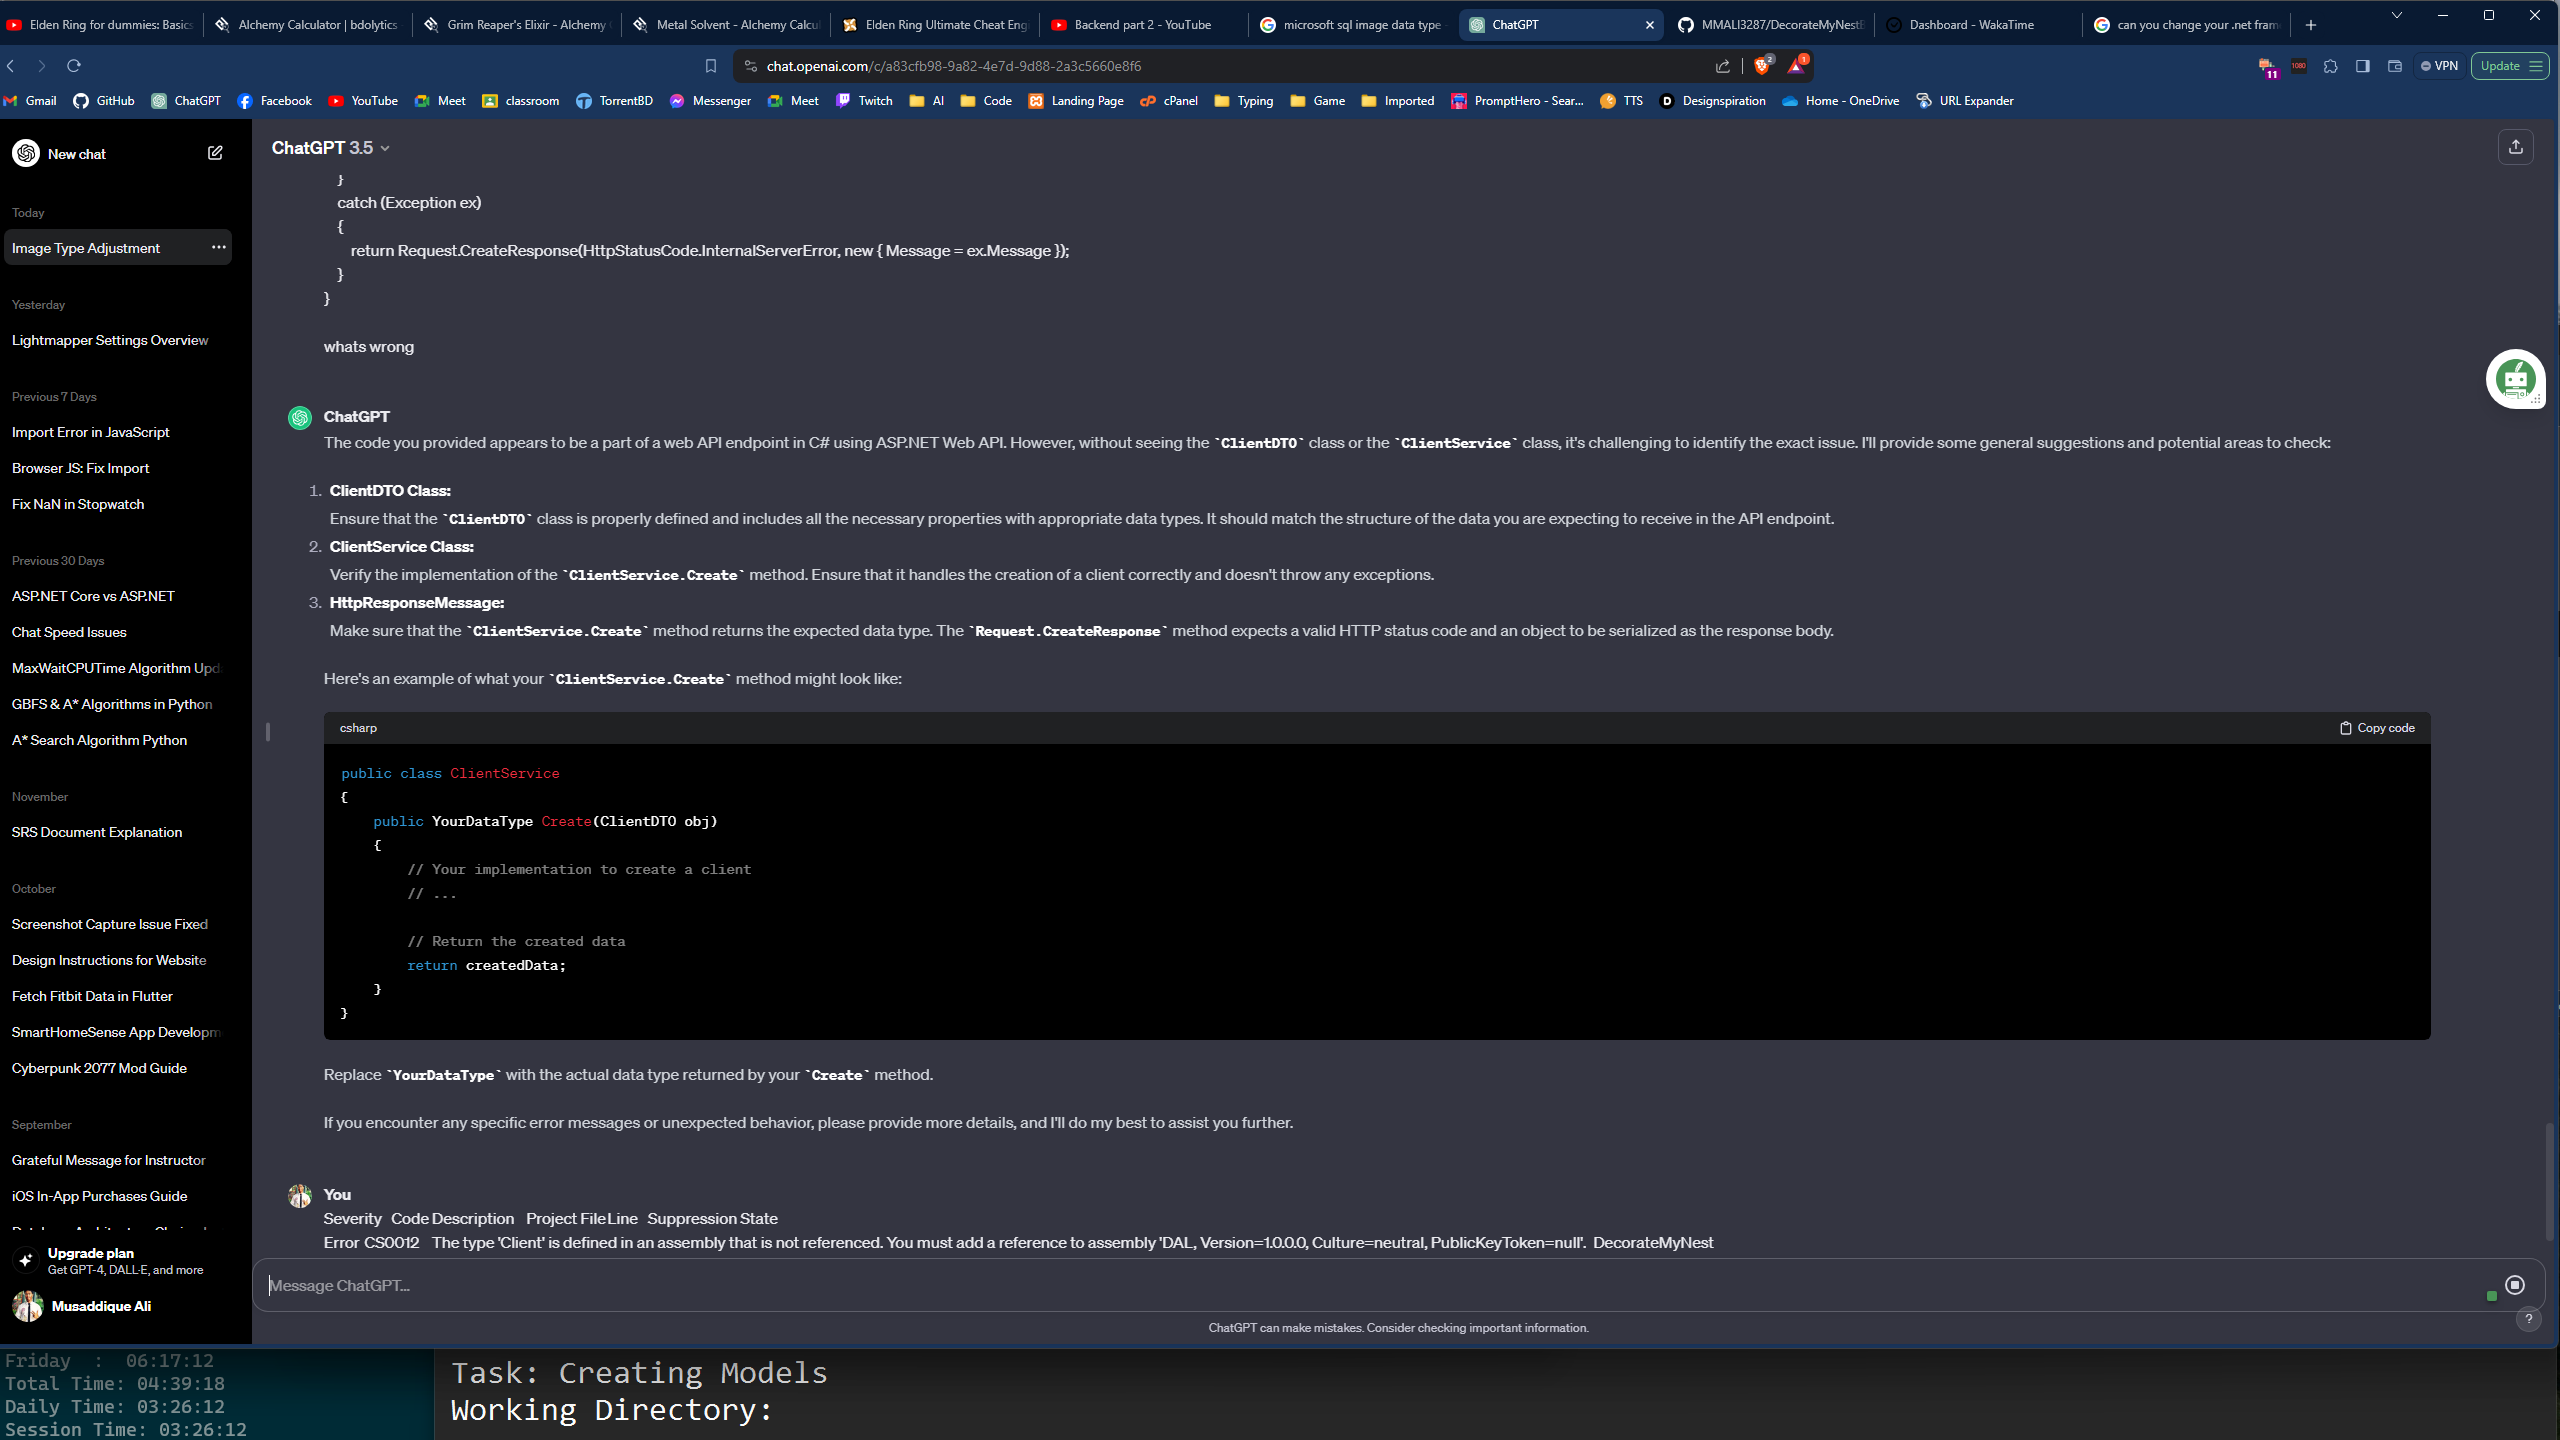 Elden Ring for dummies: Basics
Alchemy Calculator | bdolytics
Grim Reaper's Elixir - Alchemy
Metal Solvent - Alchemy Calcu
Elden Ring Ultimate Cheat Eng
Backend part 2 - YouTube
microsoft sql image data type
ChatGPT
MMALI3287/DecorateMyNest
Dashboard - WakaTime
can you change your .net fram
chat.openai.com/c/a83cfb98-9a82-4e7d-9d88-2a3c5660e8f6
2
1
11
1080
VPN
Update
Gmail
GitHub
ChatGPT
Facebook
YouTube
Meet
classroom
TorrentBD
Messenger
Meet
Twitch
AI
Code
Landing Page
cPanel
Typing
Game
Imported
PromptHero - Sear...
TTS
Designspiration
Home - OneDrive
URL Expander
New chat
Today
Image Type Adjustment
Yesterday
Lightmapper Settings Overview
Previous 7 Days
Import Error in JavaScript
Browser JS: Fix Import
Fix NaN in Stopwatch
Previous 30 Days
ASP.NET Core vs ASP.NET
Chat Speed Issues
MaxWaitCPUTime Algorithm Upd
GBFS & A* Algorithms in Python
A* Search Algorithm Python
November
SRS Document Explanation
October
Screenshot Capture Issue Fixed
Design Instructions for Website
Fetch Fitbit Data in Flutter
SmartHomeSense App Developm
Cyberpunk 2077 Mod Guide
September
Grateful Message for Instructor
iOS In-App Purchases Guide
Upgrade plan
Get GPT-4, DALL·E, and more
Musaddique Ali
ChatGPT 3.5
}
catch (Exception ex)
{
return Request.CreateResponse(HttpStatusCode.InternalServerError, new { Message = ex.Message });
}
}
whats wrong
ChatGPT
The code you provided appears to be a part of a web API endpoint in C# using ASP.NET Web API. However, without seeing the `ClientDTO` class or the `ClientService` class, it's challenging to identify the exact issue. I'll provide some general suggestions and potential areas to check:
1. ClientDTO Class:
Ensure that the `ClientDTO` class is properly defined and includes all the necessary properties with appropriate data types. It should match the structure of the data you are expecting to receive in the API endpoint.
2. ClientService Class:
Verify the implementation of the `ClientService.Create` method. Ensure that it handles the creation of a client correctly and doesn't throw any exceptions.
3. HttpResponseMessage:
Make sure that the `ClientService.Create` method returns the expected data type. The `Request.CreateResponse` method expects a valid HTTP status code and an object to be serialized as the response body.
Here's an example of what your `ClientService.Create` method might look like:
csharp
Copy code
public class ClientService
{
public YourDataType Create(ClientDTO obj)
{
// Your implementation to create a client
// ...
// Return the created data
return createdData;
}
}
Replace `YourDataType` with the actual data type returned by your `Create` method.
If you encounter any specific error messages or unexpected behavior, please provide more details, and I'll do my best to assist you further.
You
Severity Code Description Project File Line Suppression State
Error CS0012 The type 'Client' is defined in an assembly that is not referenced. You must add a reference to assembly 'DAL, Version=1.0.0.0, Culture=neutral, PublicKeyToken=null'. DecorateMyNest
Message ChatGPT...
ChatGPT can make mistakes. Consider checking important information.
?
Friday : 06:17:12
Total Time: 04:39:18
Daily Time: 03:26:12
Session Time: 03:26:12
Task: Creating Models
Working Directory: